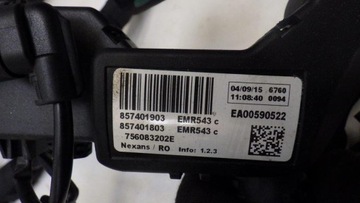 04/09/15 6760
11:08:40 0094
857401903 EMR543 c
857401803 EMR543 c
756083202E
Nexans / RO Info: 1.2.3
EA00590522